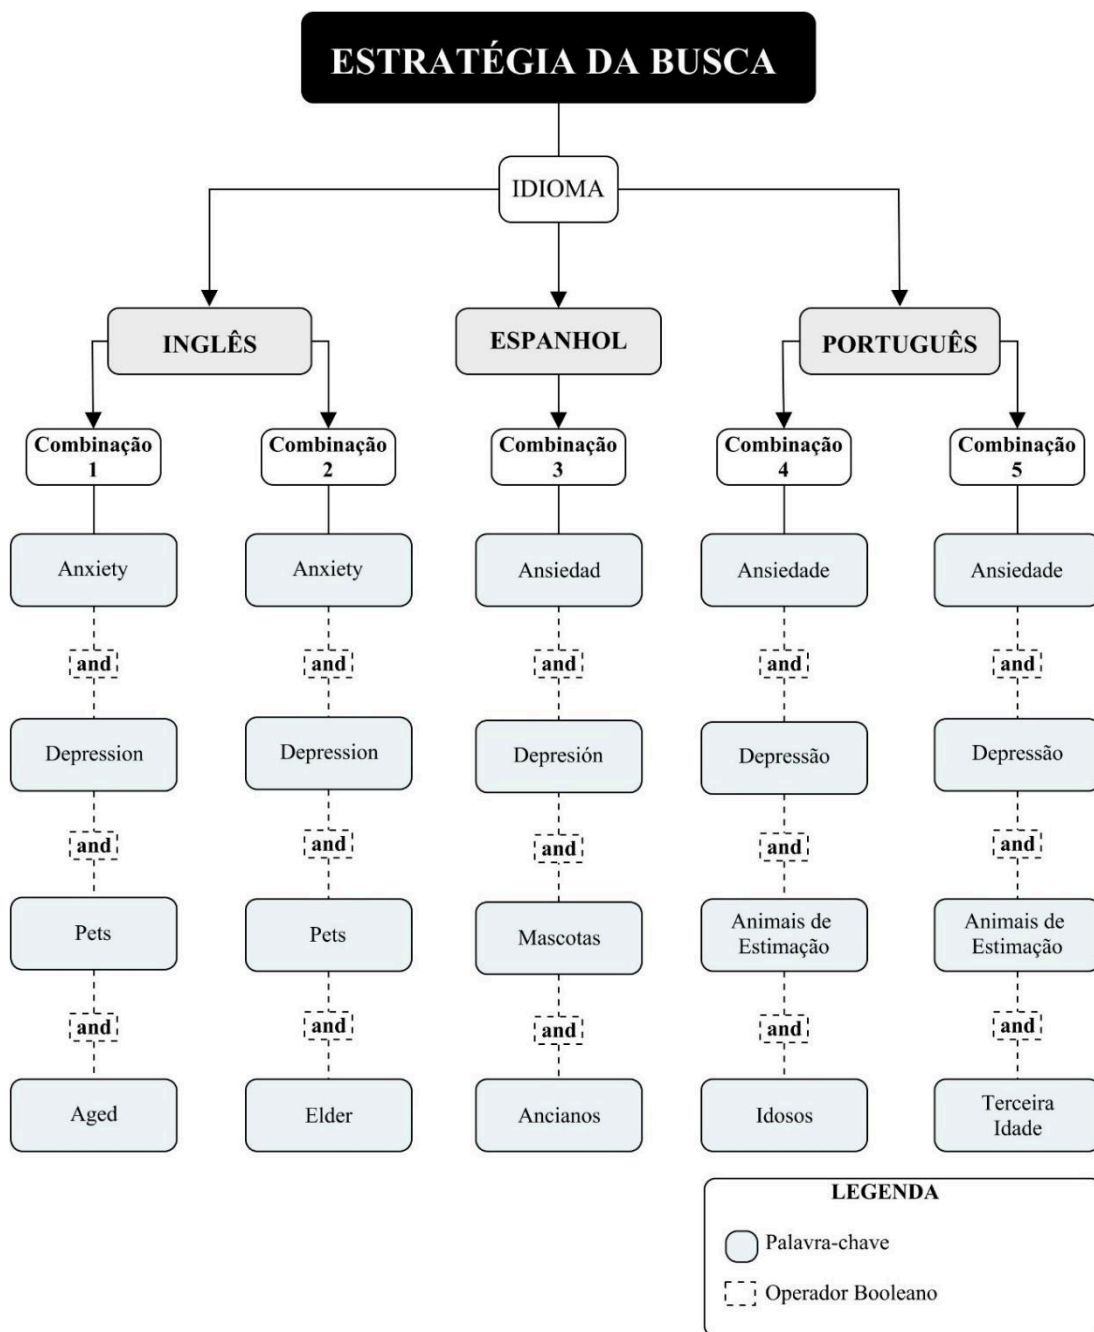 ESTRATÉGIA DA BUSCA
IDIOMA
INGLÊS
ESPANHOL
PORTUGUÊS
Combinação
1
Combinação
2
Combinação
3
Combinação
4
Combinação
5
Anxiety
Anxiety
Ansiedad
Ansiedade
Ansiedade
and
and
and
and
and
Depression
Depression
Depresión
Depressão
Depressão
and
and
and
and
and
Pets
Pets
Mascotas
Animais de
Estimação
Animais de
Estimação
and
and
and
and
and
Aged
Elder
Ancianos
Idosos
Terceira
Idade
LEGENDA
Palavra-chave
Operador Booleano